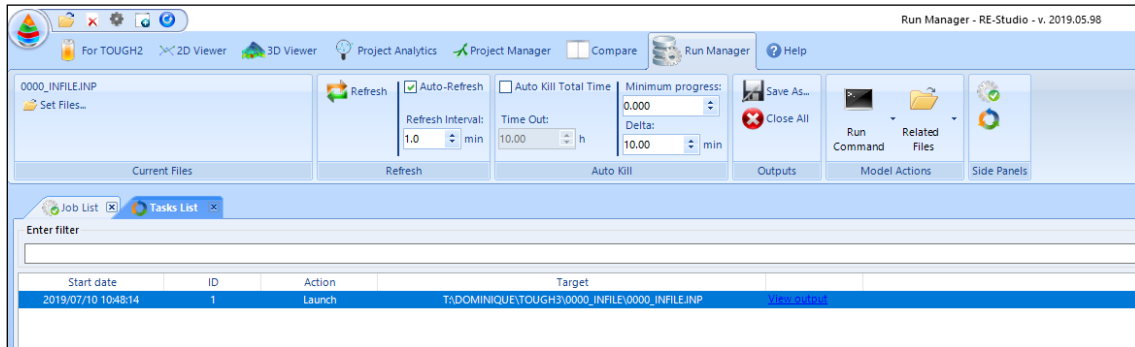 Run Manager - RE-Studio - v. 2019.05.98
For TOUGH2 2D Viewer 3D Viewer Project Analytics Project Manager Compare Run Manager Help
0000_INFILE.INP
Set Files...
Current Files
Refresh
Auto-Refresh
Refresh Interval:
1.0 min
Refresh
Auto Kill Total Time
Time Out:
10.00 h
Minimum progress:
0.000
Delta:
10.00 min
Auto Kill
Save As...
Close All
Outputs
Run
Command
Related
Files
Model Actions
Side Panels
Job List Tasks List
Enter filter
Start date ID Action Target
2019/07/10 10:48:14 1 Launch T:\DOMINIQUE\TOUGH3\0000_INFILE\0000_INFILE.INP View output